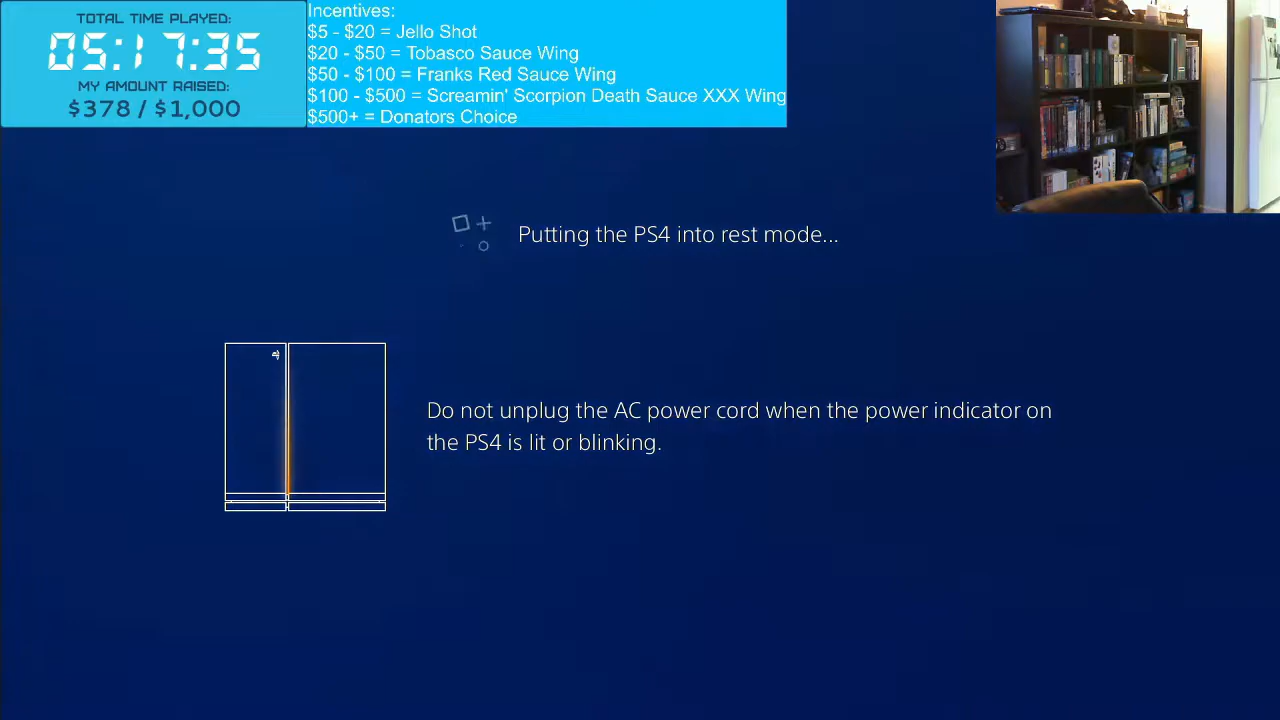 TOTAL TIME PLAYED:
05:17:35
MY AMOUNT RAISED:
$378 / $1,000
Incentives:
$5 - $20 = Jello Shot
$20 - $50 = Tobasco Sauce Wing
$50 - $100 = Franks Red Sauce Wing
$100 - $500 = Screamin' Scorpion Death Sauce XXX Wing
$500+ = Donators Choice
Putting the PS4 into rest mode...
Do not unplug the AC power cord when the power indicator on
the PS4 is lit or blinking.